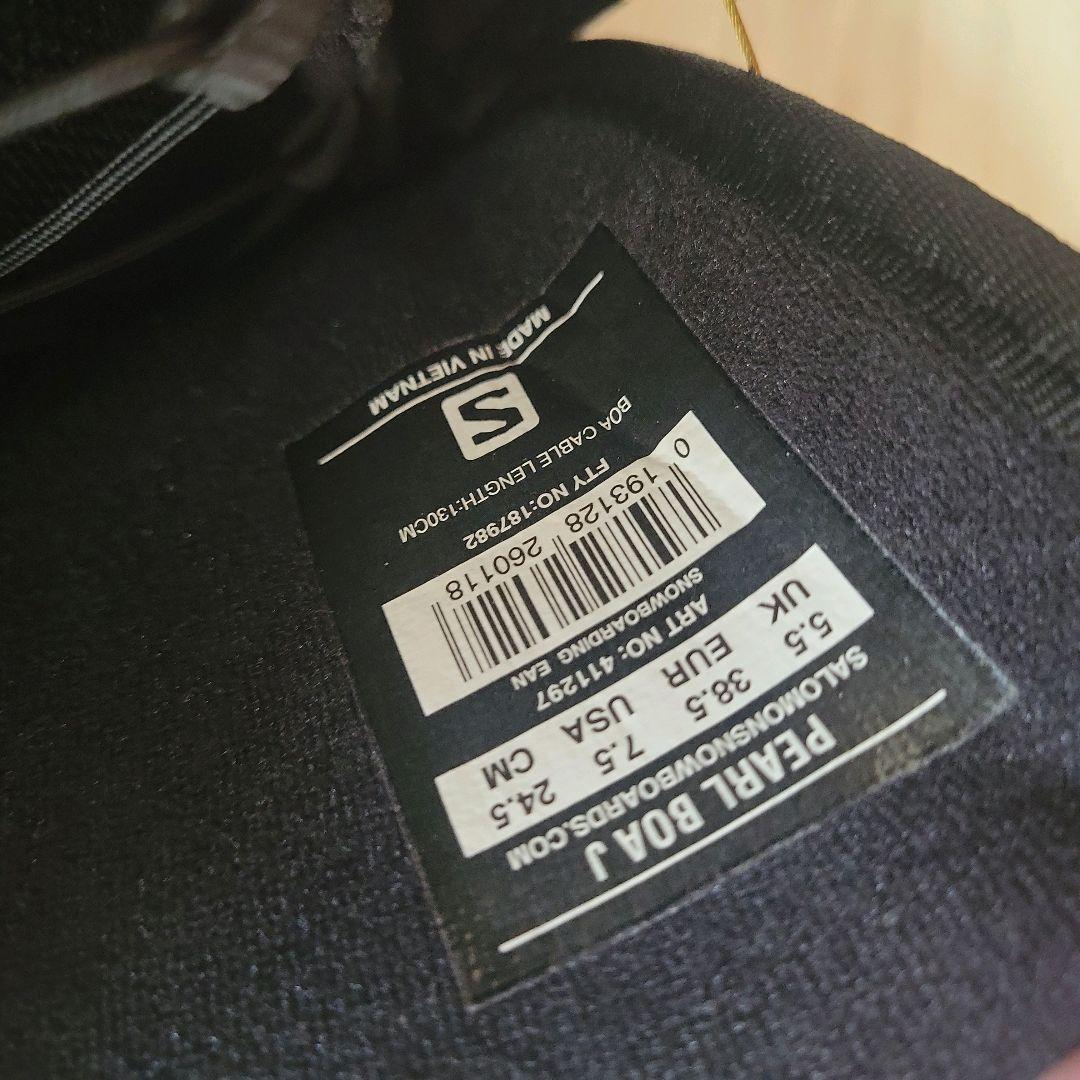 PEARL BOA J
SALOMONSNOWBOARDS.COM
5.5 38.5 7.5 24.5
UK EUR USA CM
ART NO: 411297
SNOWBOARDING EAN
0 193128 260118
FTY NO:187982
BOA CABLE LENGTH:130CM
S
MADE IN VIETNAM